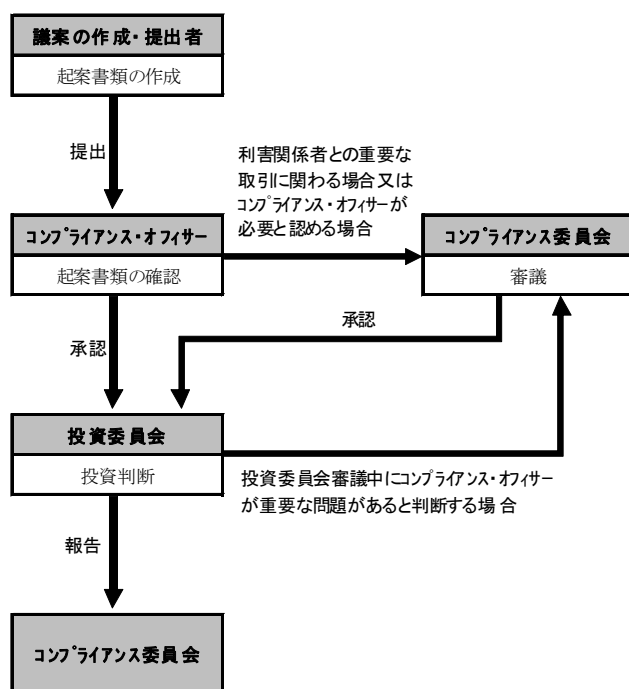 議案の作成・提出者
起案書類の作成
提出
利害関係者との重要な
取引に関わる場合又は
コンプライアンス・オフィサーが
必要と認める場合
コンプライアンス・オフィサー
起案書類の確認
コンプライアンス委員会
審議
承認
承認
投資委員会
投資判断
投資委員会審議中にコンプライアンス・オフィサー
が重要な問題があると判断する場合
報告
コンプライアンス委員会